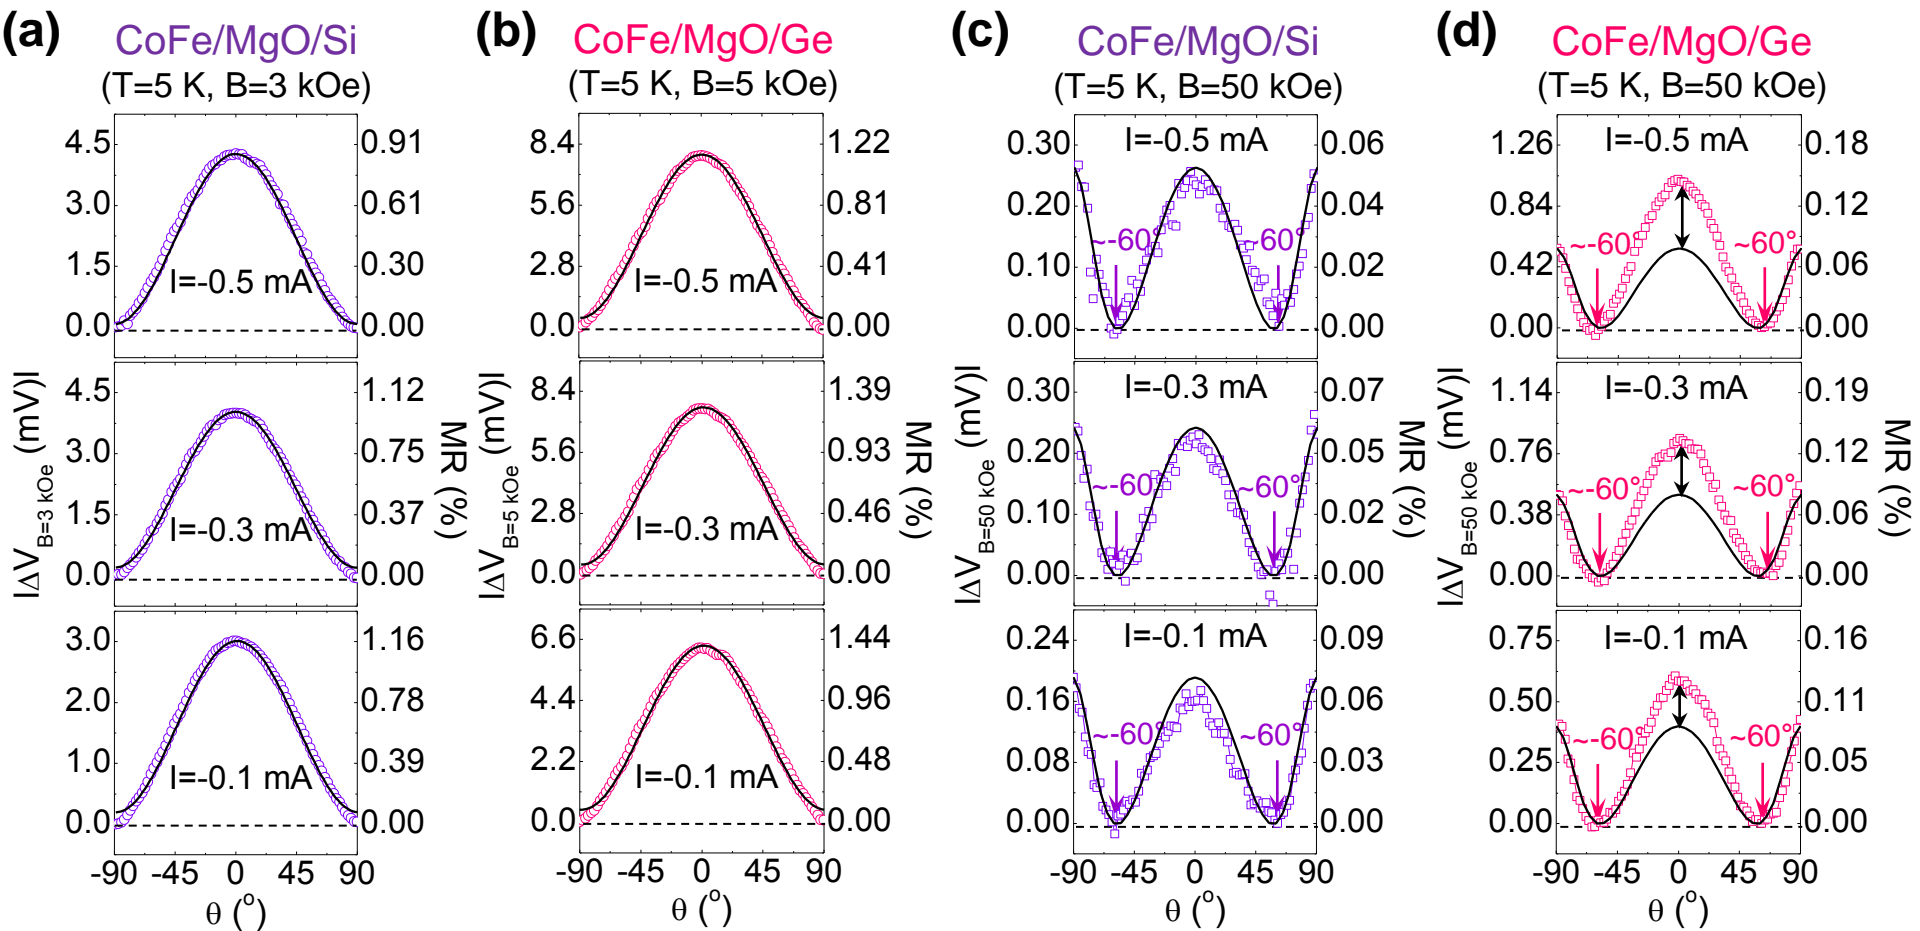 (a) CoFe/MgO/Si
(T=5 K, B=3 kOe)
4.5 0.91
3.0 0.61
1.5 0.30
I=-0.5 mA
0.0 0.00
4.5 1.12
3.0 0.75
1.5 0.37
I=-0.3 mA
0.0 0.00
3.0 1.16
2.0 0.78
1.0 0.39
I=-0.1 mA
0.0 0.00
-90 -45 0 45 90
θ (°)
|ΔV B=3 kOe (mV)|
MR (%)
(b) CoFe/MgO/Ge
(T=5 K, B=5 kOe)
8.4 1.22
5.6 0.81
2.8 0.41
I=-0.5 mA
0.0 0.00
8.4 1.39
5.6 0.93
2.8 0.46
I=-0.3 mA
0.0 0.00
6.6 1.44
4.4 0.96
2.2 0.48
I=-0.1 mA
0.0 0.00
-90 -45 0 45 90
θ (°)
|ΔV B=5 kOe (mV)|
MR (%)
(c) CoFe/MgO/Si
(T=5 K, B=50 kOe)
I=-0.5 mA
0.30 0.06
0.20 0.04
~-60° ~60°
0.10 0.02
0.00 0.00
I=-0.3 mA
0.30 0.07
0.20 0.05
~-60° ~60°
0.10 0.02
0.00 0.00
I=-0.1 mA
0.24 0.09
0.16 0.06
~-60° ~60°
0.08 0.03
0.00 0.00
-90 -45 0 45 90
θ (°)
|ΔV B=50 kOe (mV)|
MR (%)
(d) CoFe/MgO/Ge
(T=5 K, B=50 kOe)
I=-0.5 mA
1.26 0.18
0.84 0.12
~-60° ~60°
0.42 0.06
0.00 0.00
I=-0.3 mA
1.14 0.19
0.76 0.13
~-60° ~60°
0.38 0.06
0.00 0.00
I=-0.1 mA
0.75 0.16
0.50 0.11
~-60° ~60°
0.25 0.05
0.00 0.00
-90 -45 0 45 90
θ (°)
|ΔV B=50 kOe (mV)|
MR (%)